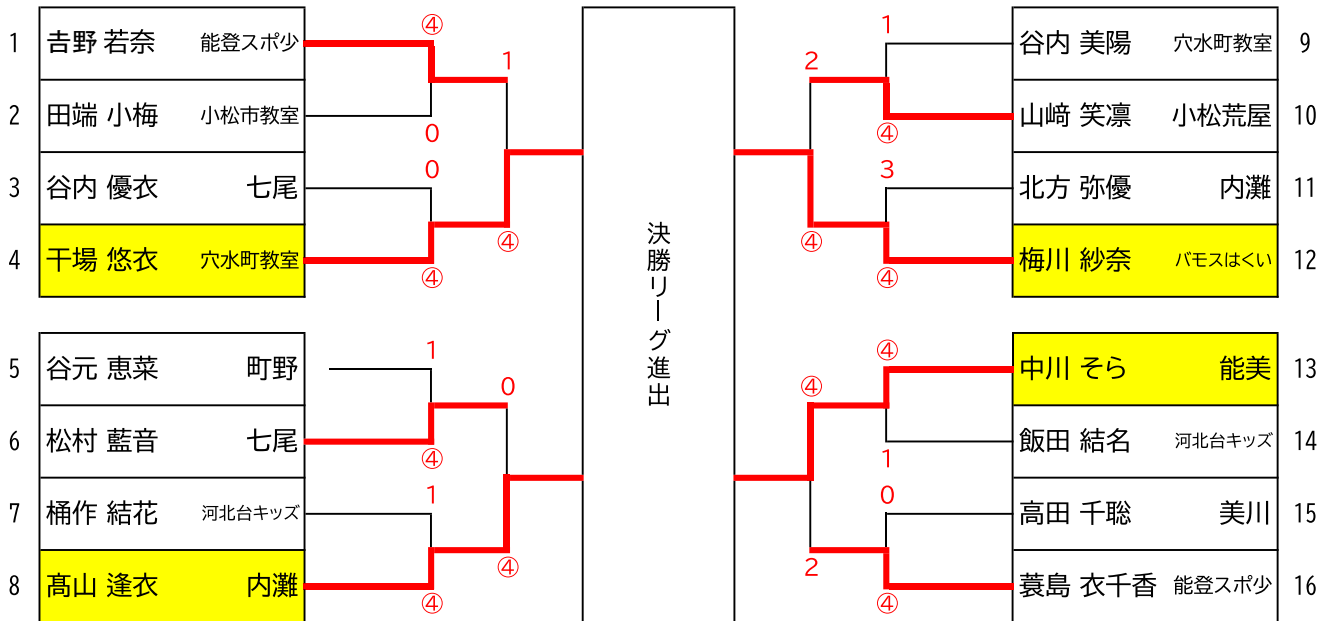 1 𠮷野 若奈 能登スポ少
2 田端 小梅 小松市教室
3 谷内 優衣 七尾
4 干場 悠衣 穴水町教室
5 谷元 恵菜 町野
6 松村 藍音 七尾
7 桶作 結花 河北台キッズ
8 髙山 逢衣 内灘
④
0
0
④
1
④
1
④
1
④
0
④
決勝リーグ進出
2
④
④
2
1
④
3
④
④
1
0
④
谷内 美陽 穴水町教室 9
山﨑 笑凛 小松荒屋 10
北方 弥優 内灘 11
梅川 紗奈 バモスはくい 12
中川 そら 能美 13
飯田 結名 河北台キッズ 14
高田 千聡 美川 15
蓑島 衣千香 能登スポ少 16